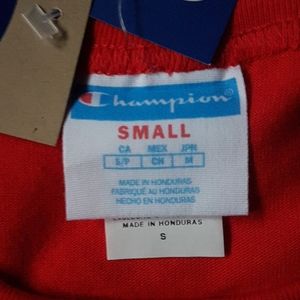 Champion
SMALL
CA MEX JPN
S/P CH M
MADE IN HONDURAS
FABRIQUÉ AU HONDURAS
HECHO EN HONDURAS
MADE IN HONDURAS
S